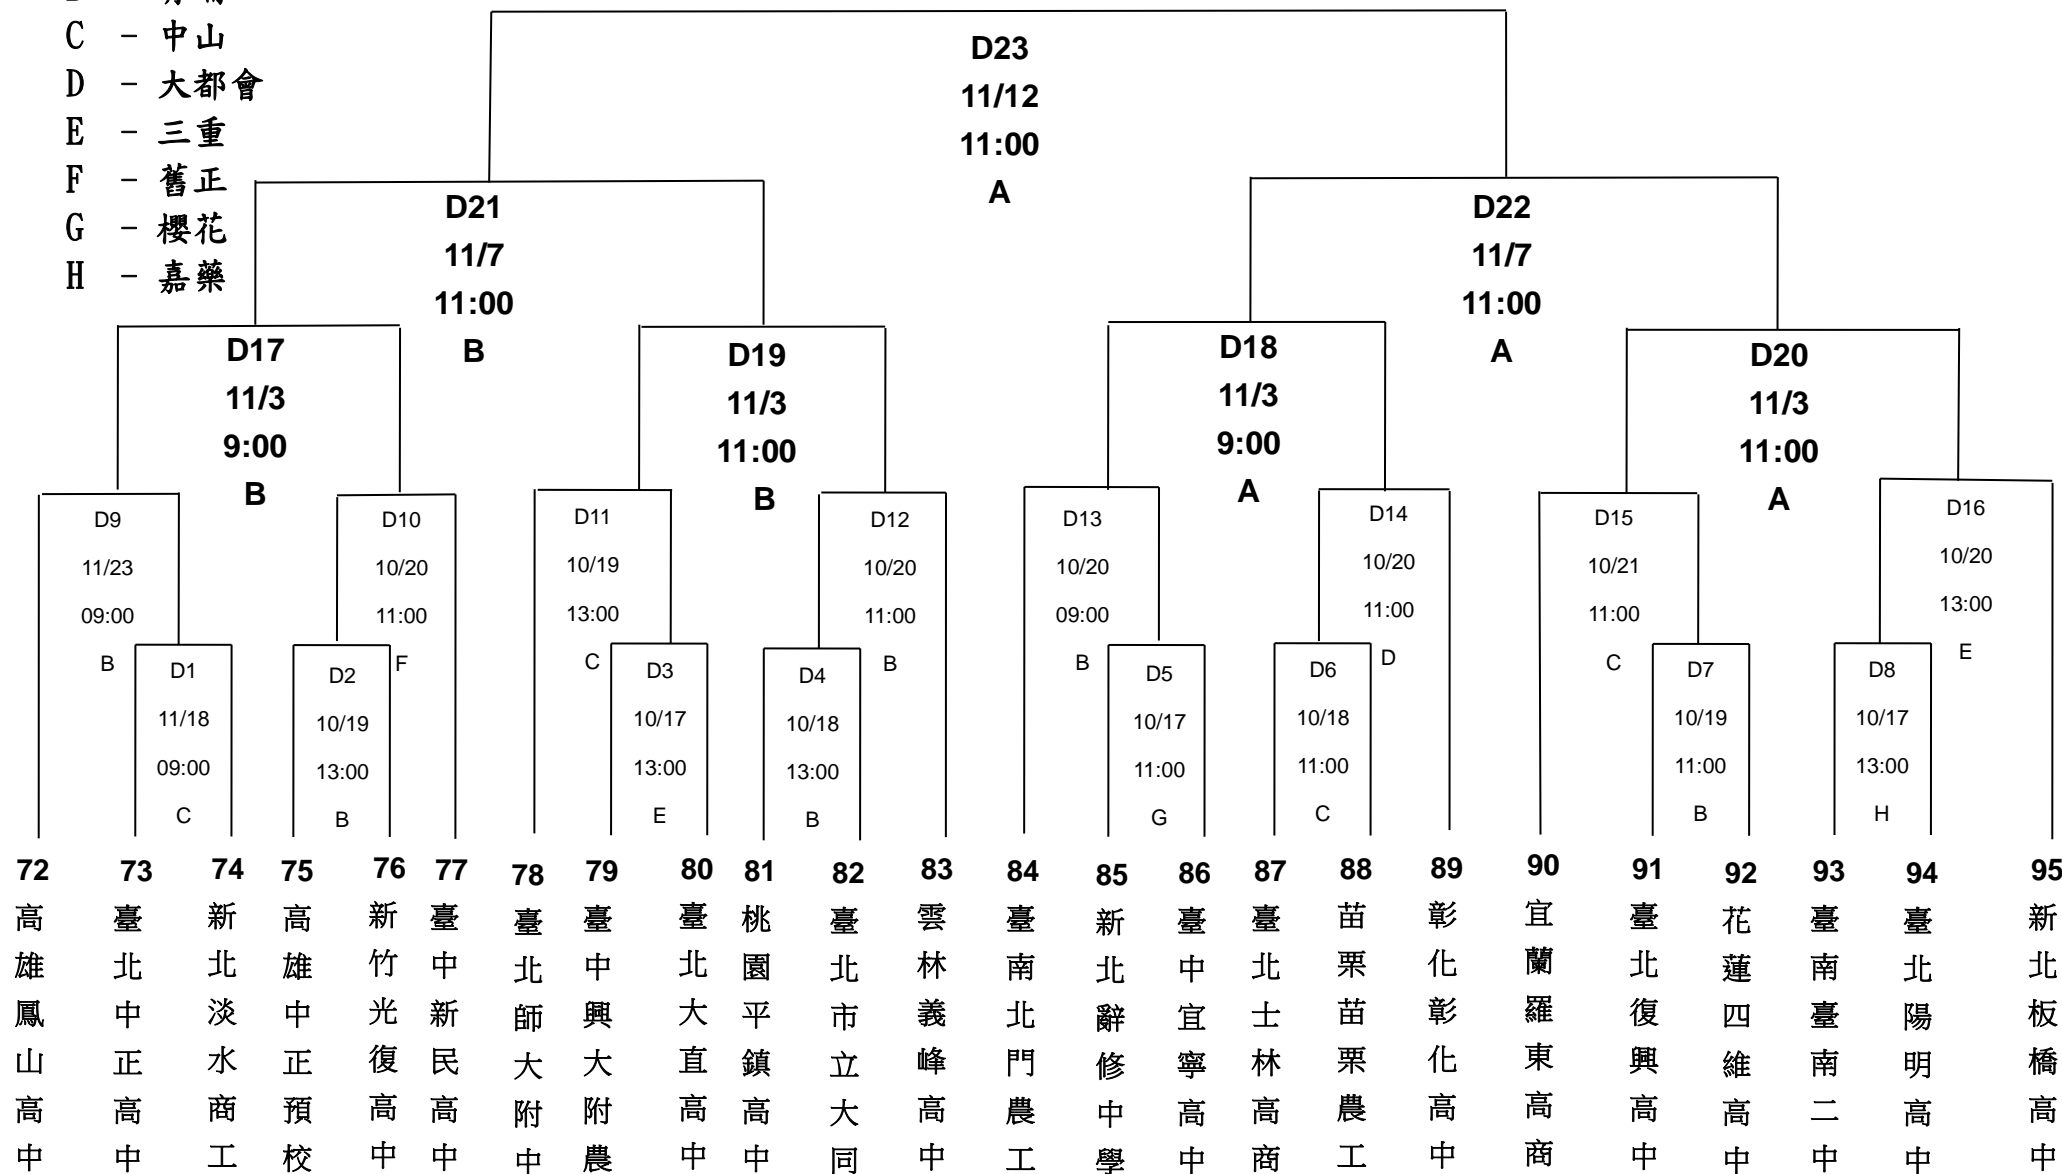 C - 中山
D - 大都會
E - 三重
F - 舊正
G - 櫻花
H - 嘉藥
D23
11/12
11:00
A
D21
11/7
11:00
B
D22
11/7
11:00
A
D17
11/3
9:00
B
D19
11/3
11:00
B
D18
11/3
9:00
A
D20
11/3
11:00
A
D9
11/23
09:00
B
D10
10/20
11:00
F
D11
10/19
13:00
C
D12
10/20
11:00
B
D13
10/20
09:00
B
D14
10/20
11:00
D
D15
10/21
11:00
C
D16
10/20
13:00
E
D1
11/18
09:00
C
D2
10/19
13:00
B
D3
10/17
13:00
E
D4
10/18
13:00
B
D5
10/17
11:00
G
D6
10/18
11:00
C
D7
10/19
11:00
B
D8
10/17
13:00
H
72
高雄鳳山高中
73
臺北中正高中
74
新北淡水商工
75
高雄中正預校
76
新竹光復高中
77
臺中新民高中
78
臺北師大附中
79
臺中興大附農
80
臺北大直高中
81
桃園平鎮高中
82
臺北市立大同
83
雲林義峰高中
84
臺南北門農工
85
新北辭修中學
86
臺中宜寧高中
87
臺北士林高商
88
苗栗苗栗農工
89
彰化彰化高中
90
宜蘭羅東高商
91
臺北復興高中
92
花蓮四維高中
93
臺南臺南二中
94
臺北陽明高中
95
新北板橋高中